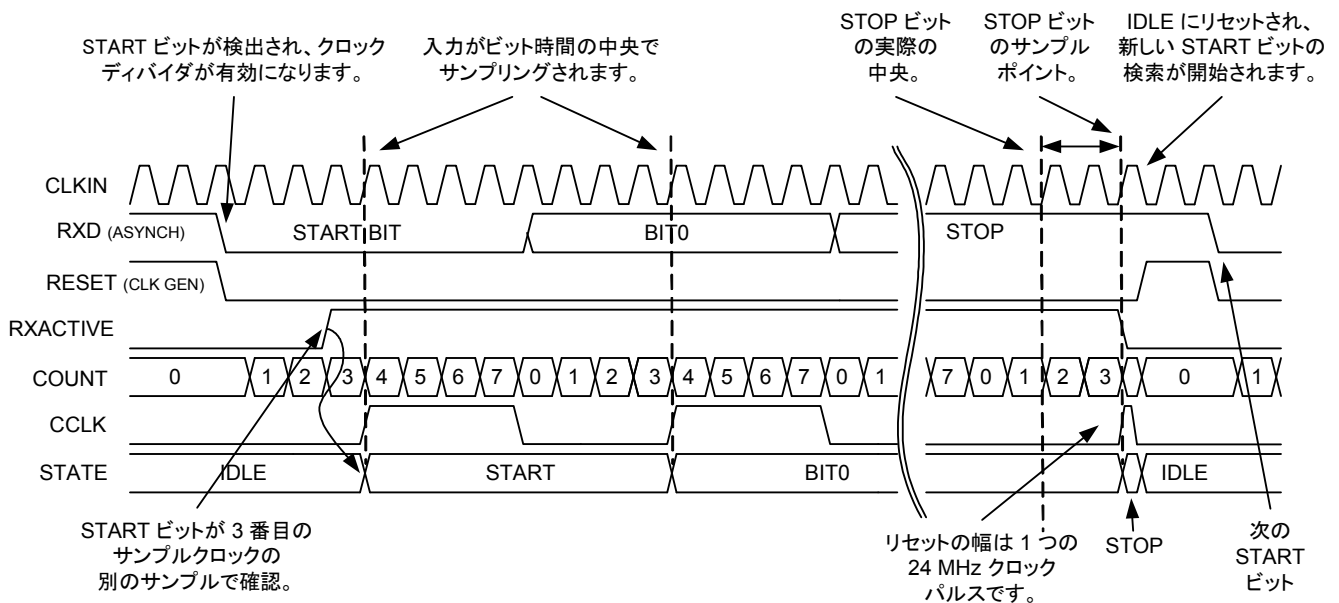 START ビットが検出され、クロック
ディバイダが有効になります。
入力がビット時間の中央で
サンプリングされます。
STOP ビット
の実際の
中央。
STOP ビット
のサンプル
ポイント。
IDLE にリセットされ、
新しい START ビットの
検索が開始されます。
CLKIN
RXD (ASYNCH) START BIT BIT0 STOP
RESET (CLK GEN)
RXACTIVE
COUNT 0 1 2 3 4 5 6 7 0 1 2 3 4 5 6 7 0 1 7 0 1 2 3 0 1
CCLK
STATE IDLE START BIT0 IDLE
START ビットが 3 番目の
サンプルクロックの
別のサンプルで確認。
リセットの幅は 1 つの
24 MHz クロック
パルスです。
STOP
次の
START
ビット